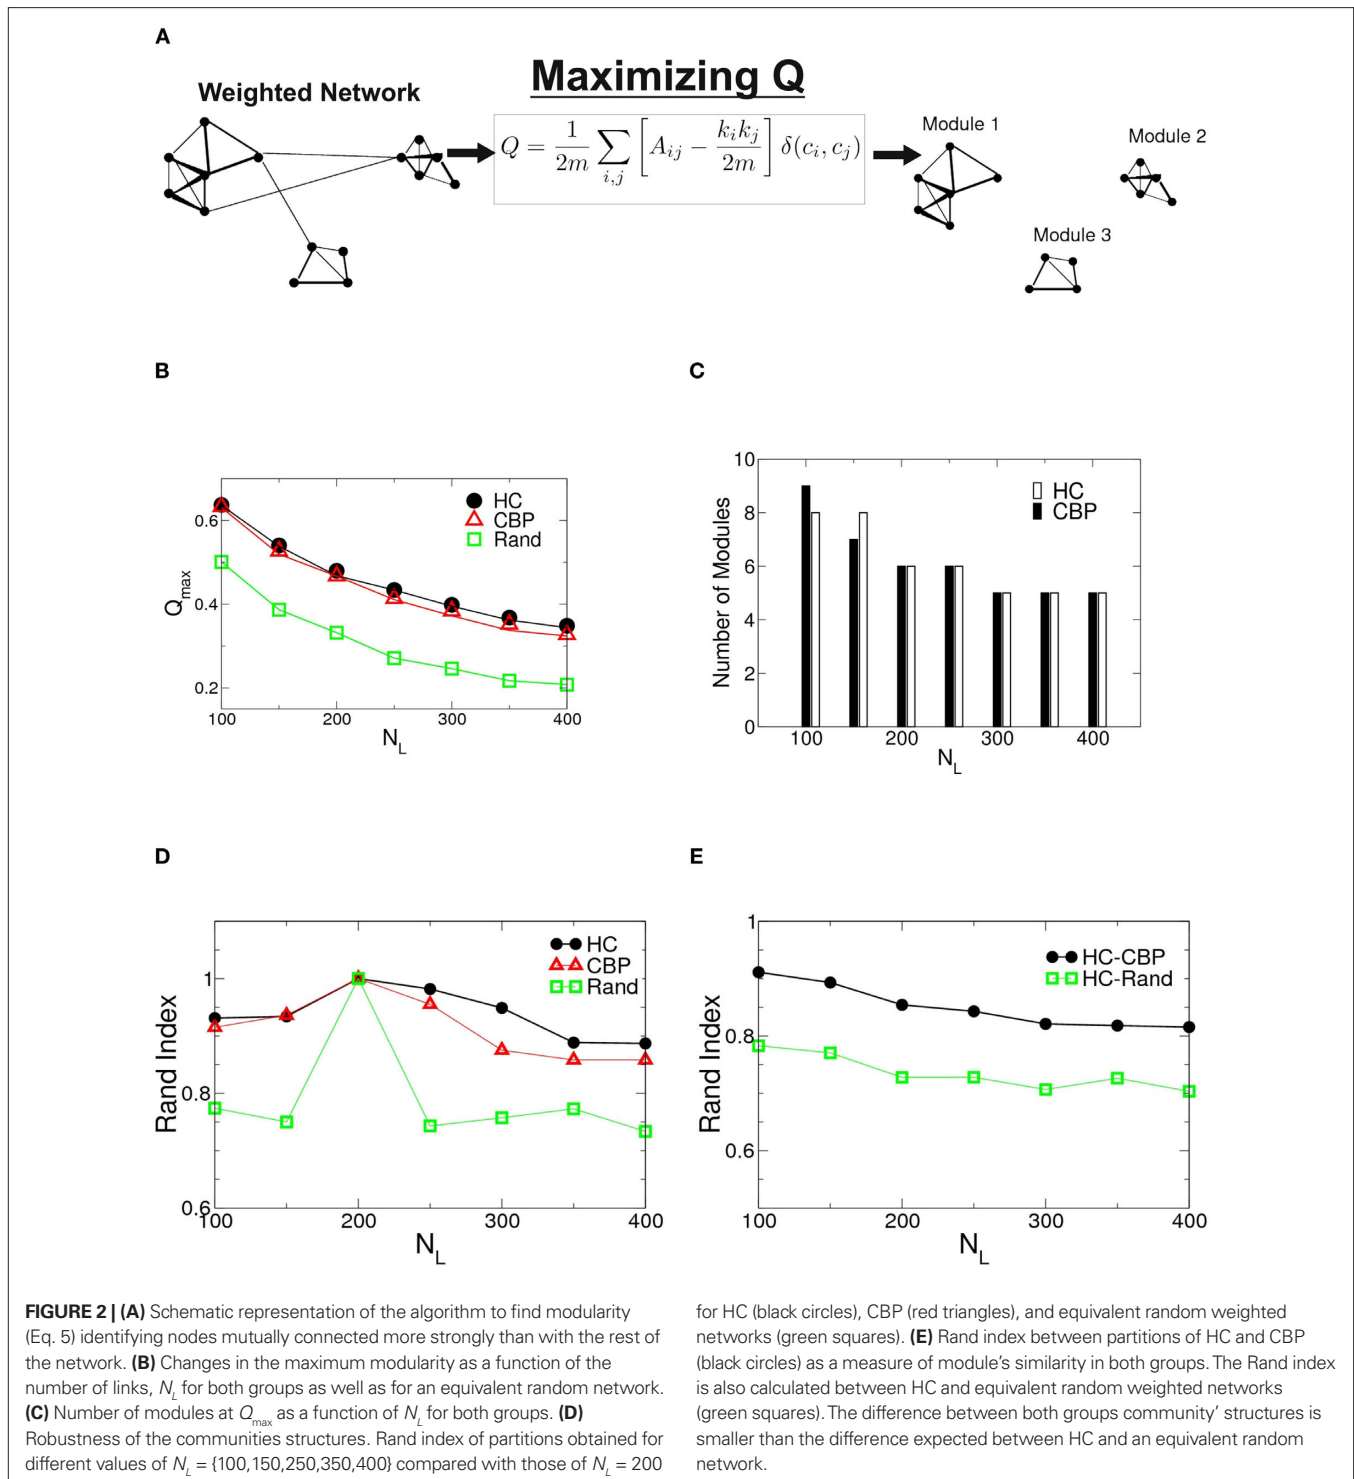 A
Maximizing Q
Weighted Network
Q = \frac{1}{2m} \sum_{i,j} \left[ A_{ij} - \frac{k_i k_j}{2m} \right] \delta(c_i, c_j)
Module 1
Module 2
Module 3
B
Q_max
0.6
0.4
0.2
HC
CBP
Rand
100 200 300 400
N_L
C
Number of Modules
10
8
6
4
2
0
HC
CBP
100 200 300 400
N_L
D
Rand Index
1
0.8
0.6
HC
CBP
Rand
100 200 300 400
N_L
E
Rand Index
1
0.8
0.6
HC-CBP
HC-Rand
100 200 300 400
N_L
FIGURE 2 | (A) Schematic representation of the algorithm to find modularity
(Eq. 5) identifying nodes mutually connected more strongly than with the rest of
the network. (B) Changes in the maximum modularity as a function of the
number of links, N_L for both groups as well as for an equivalent random network.
(C) Number of modules at Q_max as a function of N_L for both groups. (D)
Robustness of the communities structures. Rand index of partitions obtained for
different values of N_L = {100,150,250,350,400} compared with those of N_L = 200
for HC (black circles), CBP (red triangles), and equivalent random weighted
networks (green squares). (E) Rand index between partitions of HC and CBP
(black circles) as a measure of module's similarity in both groups. The Rand index
is also calculated between HC and equivalent random weighted networks
(green squares). The difference between both groups community' structures is
smaller than the difference expected between HC and an equivalent random
network.